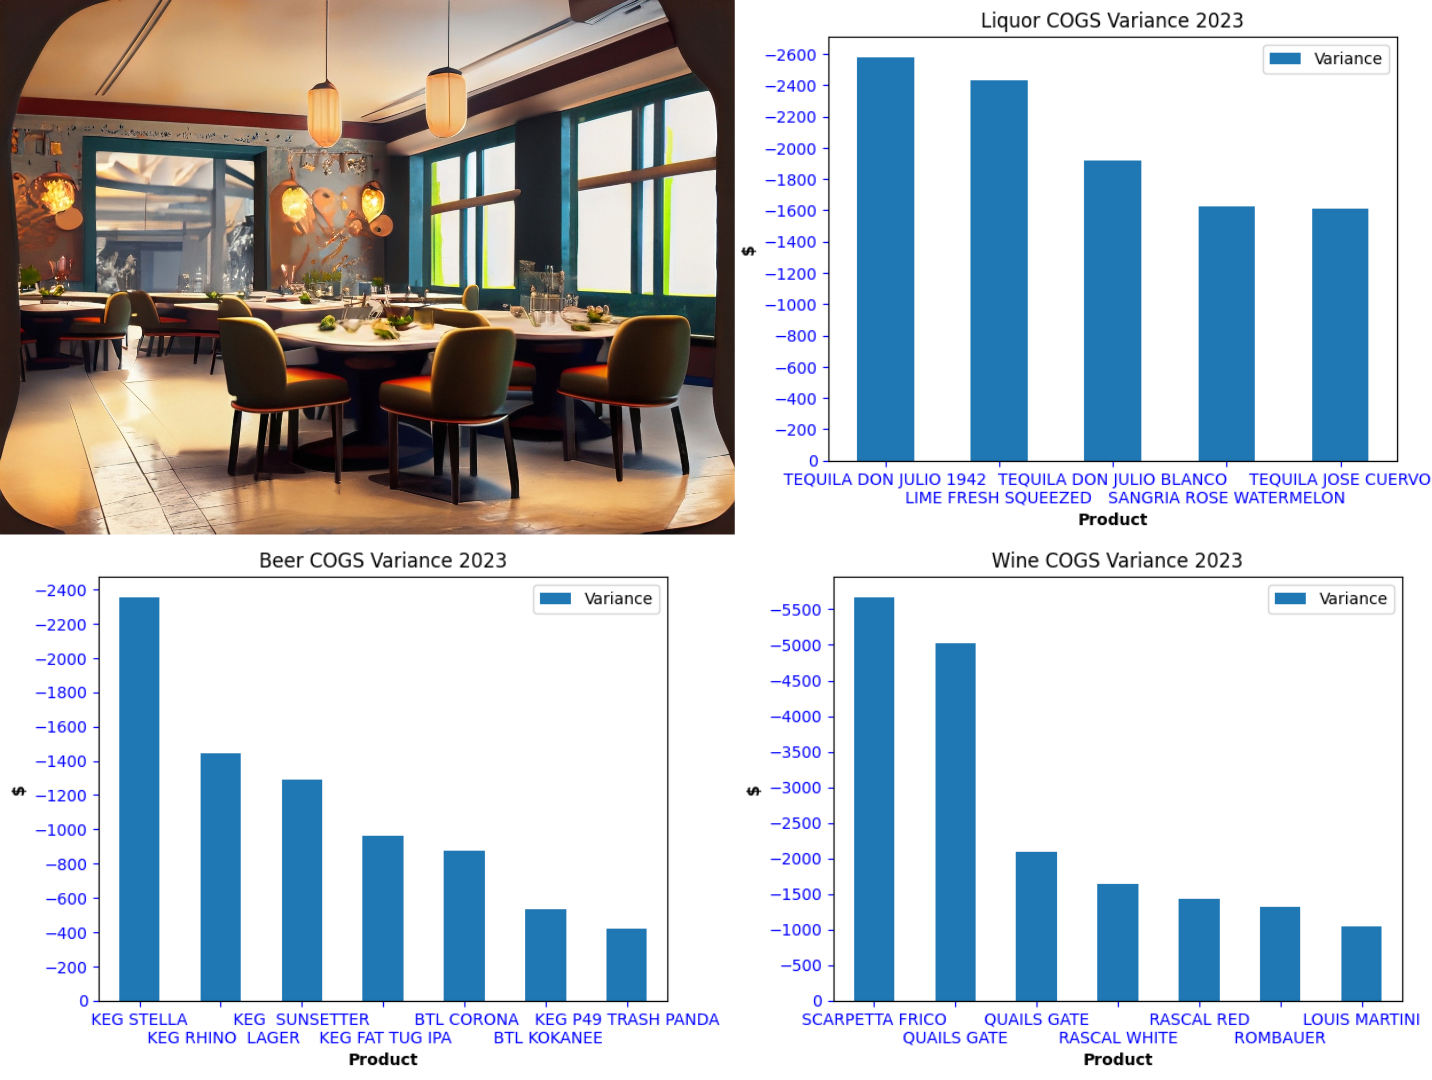 Liquor COGS Variance 2023
Variance
−2600
−2400
−2200
−2000
−1800
−1600
−1400
−1200
−1000
−800
−600
−400
−200
0
$
TEQUILA DON JULIO 1942 TEQUILA DON JULIO BLANCO TEQUILA JOSE CUERVO
LIME FRESH SQUEEZED SANGRIA ROSE WATERMELON
Product
Beer COGS Variance 2023
Variance
−2400
−2200
−2000
−1800
−1600
−1400
−1200
−1000
−800
−600
−400
−200
0
$
KEG STELLA KEG SUNSETTER BTL CORONA KEG P49 TRASH PANDA
KEG RHINO LAGER KEG FAT TUG IPA BTL KOKANEE
Product
Wine COGS Variance 2023
Variance
−5500
−5000
−4500
−4000
−3500
−3000
−2500
−2000
−1500
−1000
−500
0
$
SCARPETTA FRICO QUAILS GATE RASCAL RED LOUIS MARTINI
QUAILS GATE RASCAL WHITE ROMBAUER
Product